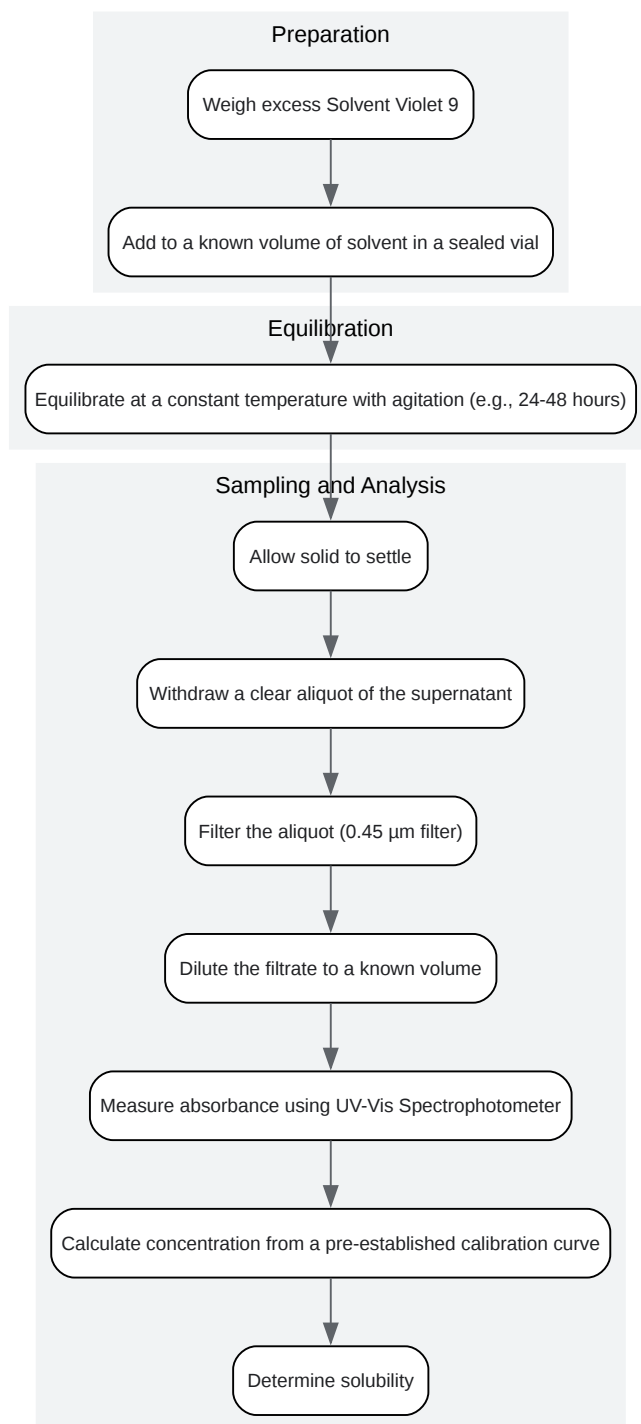 Preparation
Weigh excess Solvent Violet 9
Add to a known volume of solvent in a sealed vial
Equilibration
Equilibrate at a constant temperature with agitation (e.g., 24-48 hours)
Sampling and Analysis
Allow solid to settle
Withdraw a clear aliquot of the supernatant
Filter the aliquot (0.45 µm filter)
Dilute the filtrate to a known volume
Measure absorbance using UV-Vis Spectrophotometer
Calculate concentration from a pre-established calibration curve
Determine solubility